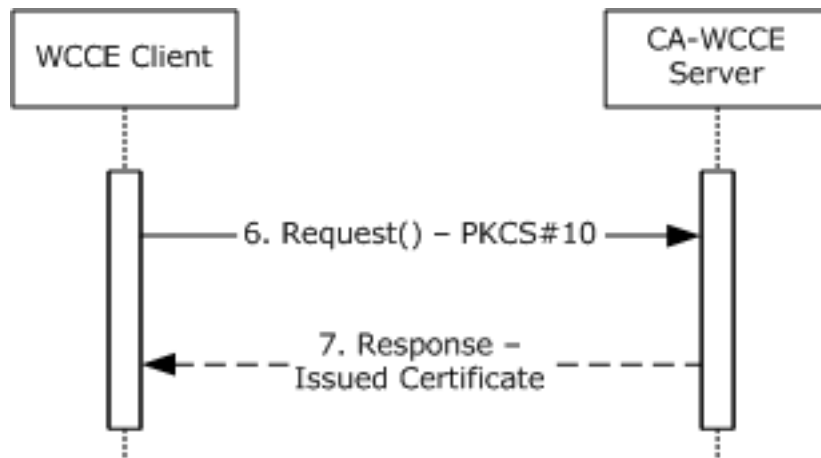 WCCE Client
CA-WCCE
Server
6. Request() – PKCS#10
7. Response –
Issued Certificate